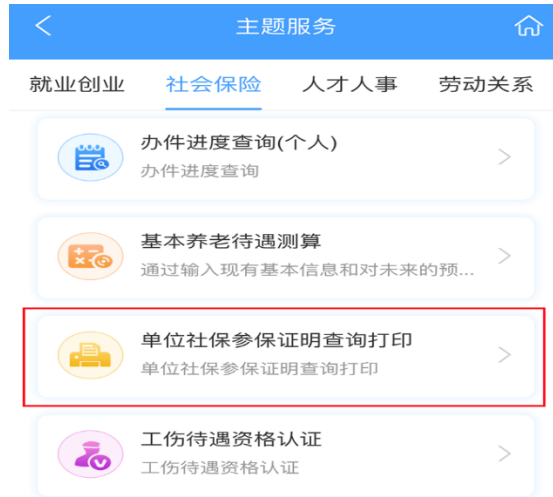 主题服务
就业创业 社会保险 人才人事 劳动关系
办件进度查询(个人)
办件进度查询
基本养老待遇测算
通过输入现有基本信息和对未来的预...
单位社保参保证明查询打印
单位社保参保证明查询打印
工伤待遇资格认证
工伤待遇资格认证